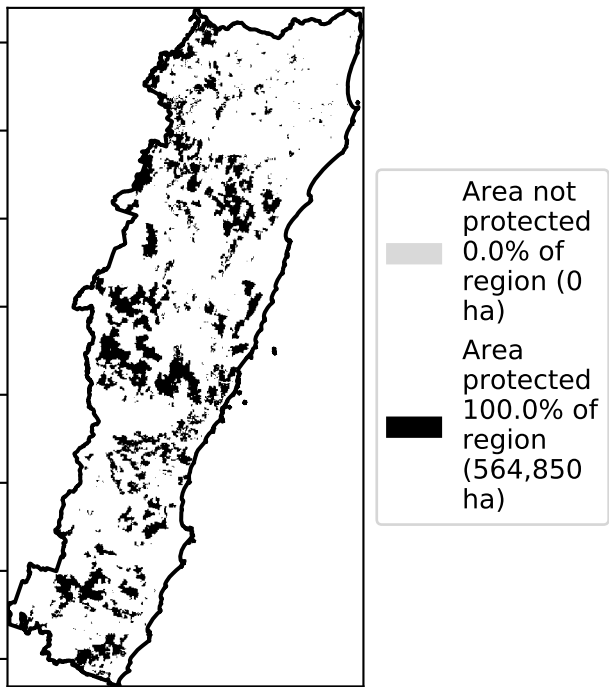 Area not
protected
0.0% of
region (0
ha)
Area
protected
100.0% of
region
(564,850
ha)